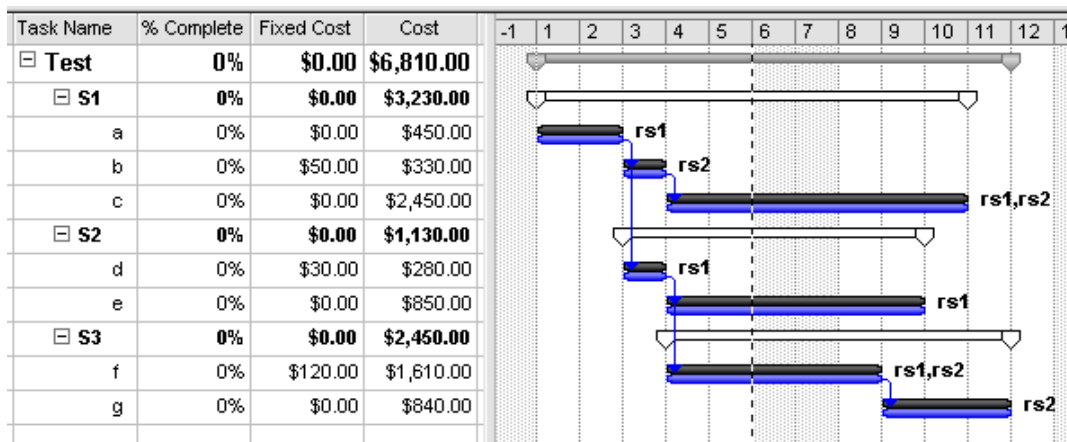 Task Name % Complete Fixed Cost Cost -1 1 2 3 4 5 6 7 8 9 10 11 12 1
Test 0% $0.00 $6,810.00
S1 0% $0.00 $3,230.00
a 0% $0.00 $450.00 rs1
b 0% $50.00 $330.00 rs2
c 0% $0.00 $2,450.00 rs1,rs2
S2 0% $0.00 $1,130.00
d 0% $30.00 $280.00 rs1
e 0% $0.00 $850.00 rs1
S3 0% $0.00 $2,450.00
f 0% $120.00 $1,610.00 rs1,rs2
g 0% $0.00 $840.00 rs2